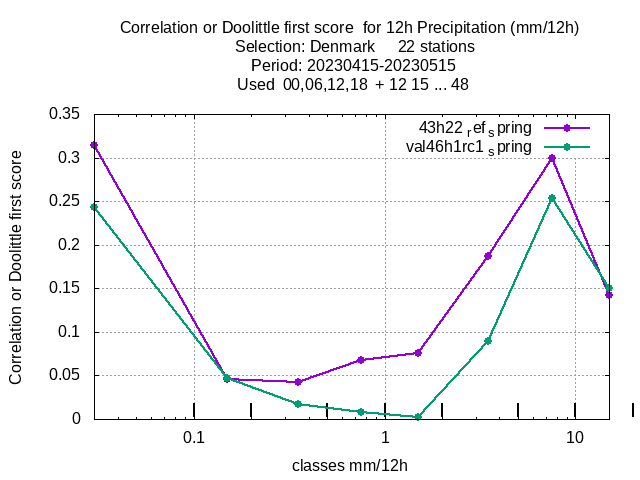 Correlation or Doolittle first score  for 12h Precipitation (mm/12h)
Selection: Denmark     22 stations
Period: 20230415-20230515
Used  00,06,12,18  + 12 15 ... 48
43h22 ref spring
val46h1rc1 spring
Correlation or Doolittle first score
0.35
0.3
0.25
0.2
0.15
0.1
0.05
0
0.1
1
10
classes mm/12h